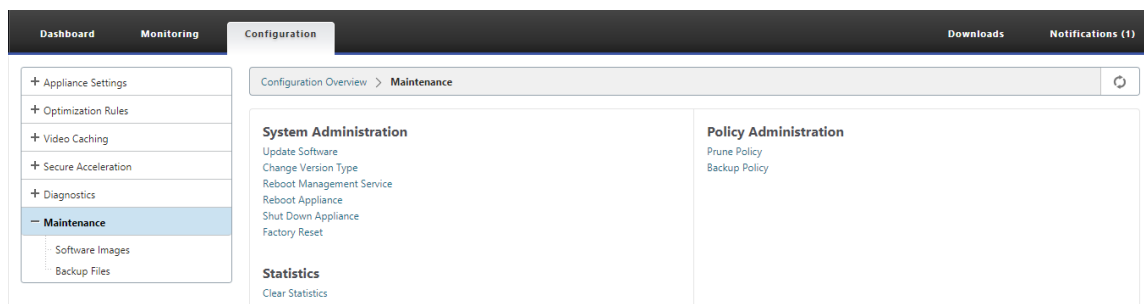 Dashboard Monitoring Configuration Downloads Notifications (1)
+ Appliance Settings
+ Optimization Rules
+ Video Caching
+ Secure Acceleration
+ Diagnostics
− Maintenance
Software Images
Backup Files
Configuration Overview > Maintenance
System Administration
Update Software
Change Version Type
Reboot Management Service
Reboot Appliance
Shut Down Appliance
Factory Reset
Statistics
Clear Statistics
Policy Administration
Prune Policy
Backup Policy